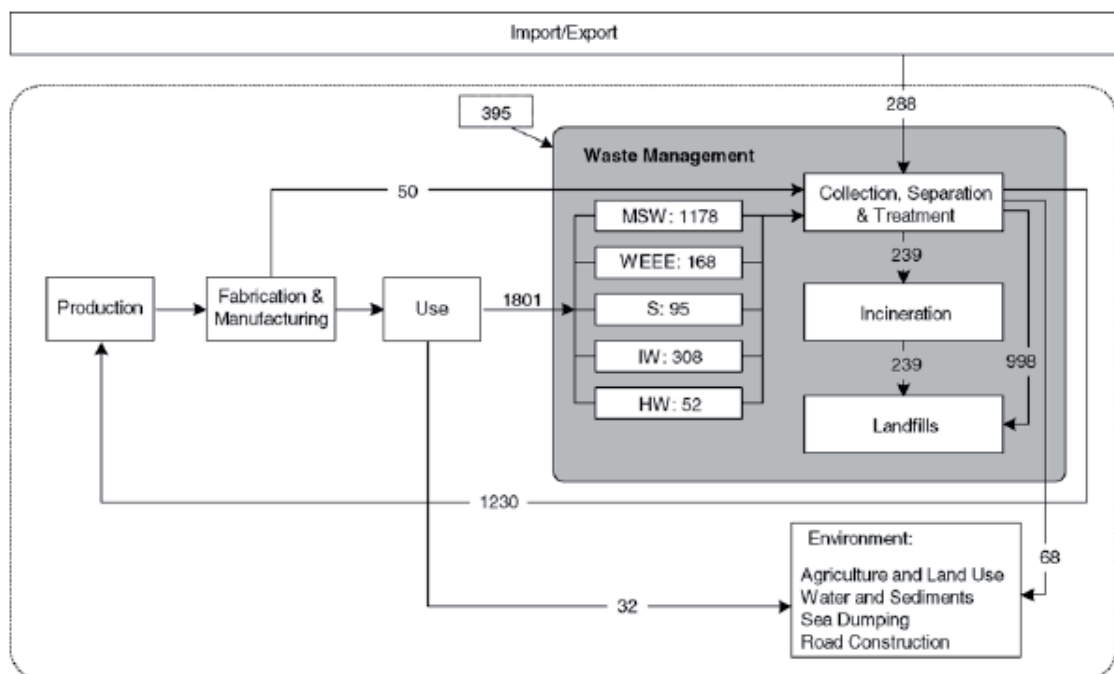 Import/Export
288
395
Waste Management
50
Collection, Separation
& Treatment
MSW: 1178
239
WEEE: 168
Production
Fabrication &
Manufacturing
Use
1801
S: 95
Incineration
IW: 308
239
998
HW: 52
Landfills
1230
Environment:
68
Agriculture and Land Use
Water and Sediments
32
Sea Dumping
Road Construction